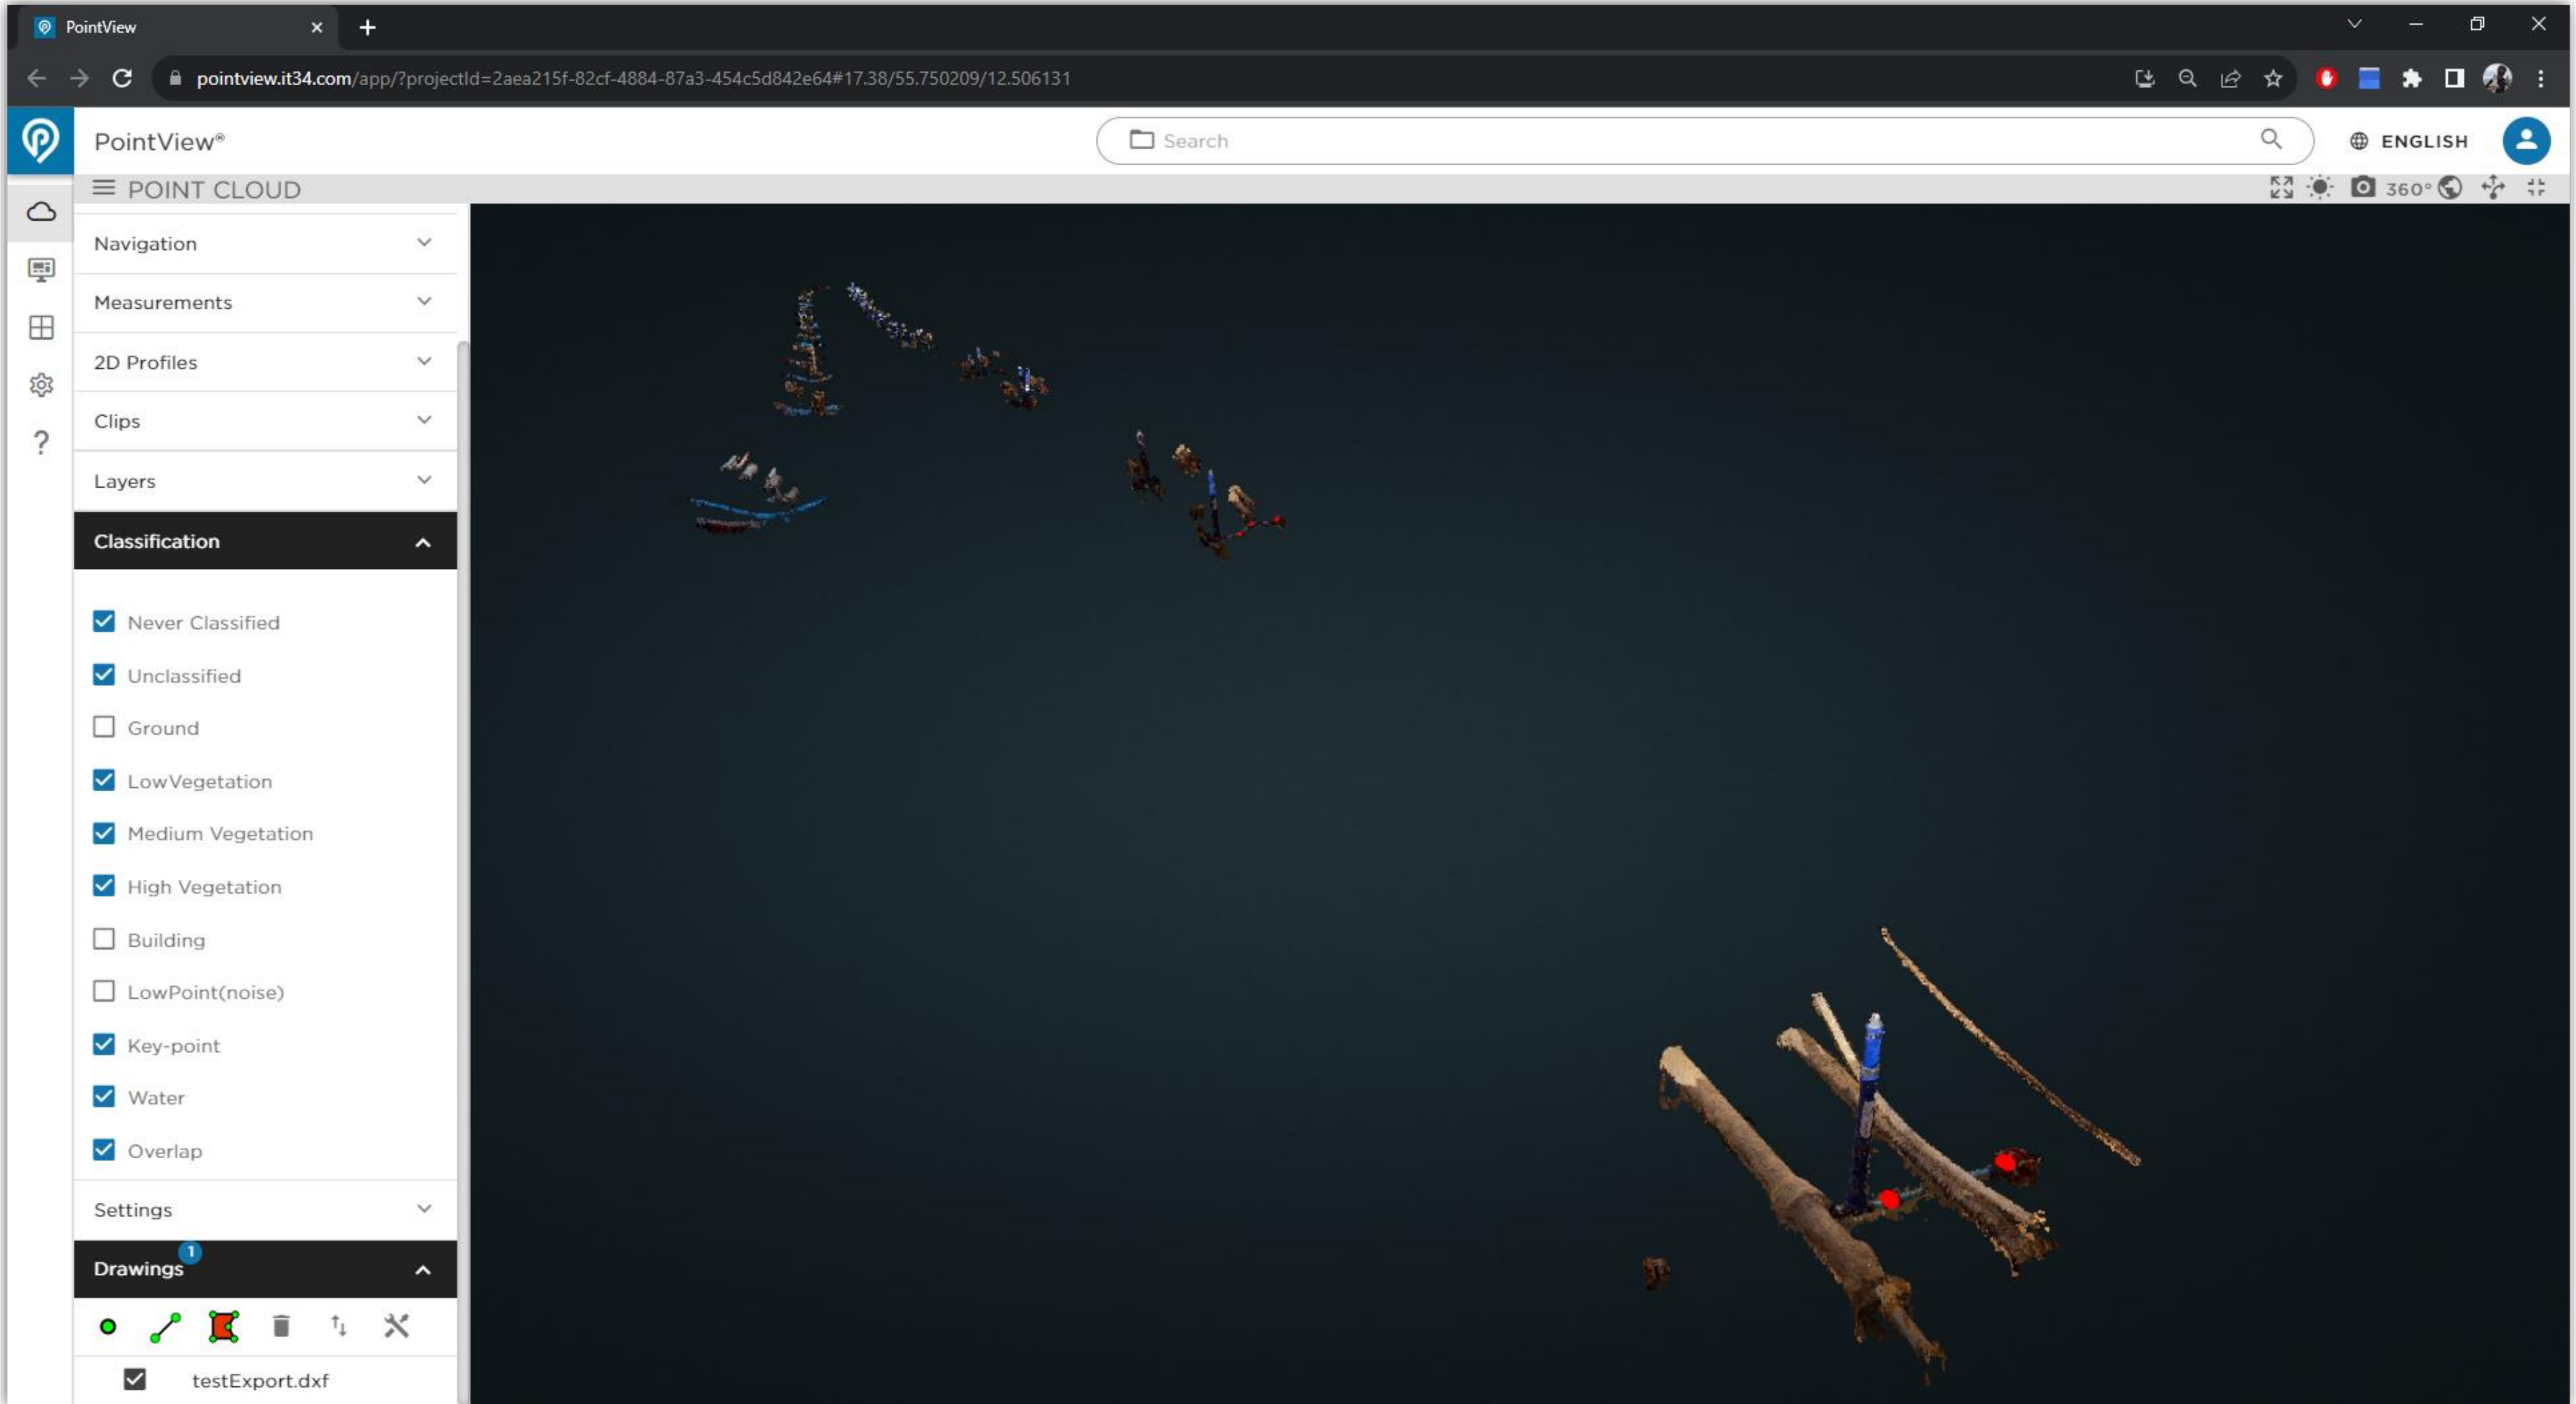 PointView
pointview.it34.com/app/?projectId=2aea215f-82cf-4884-87a3-454c5d842e64#17.38/55.750209/12.506131
PointView®
Search
ENGLISH
POINT CLOUD
360°
Navigation
Measurements
2D Profiles
Clips
Layers
Classification
Never Classified
Unclassified
Ground
LowVegetation
Medium Vegetation
High Vegetation
Building
LowPoint(noise)
Key-point
Water
Overlap
Settings
Drawings 1
testExport.dxf